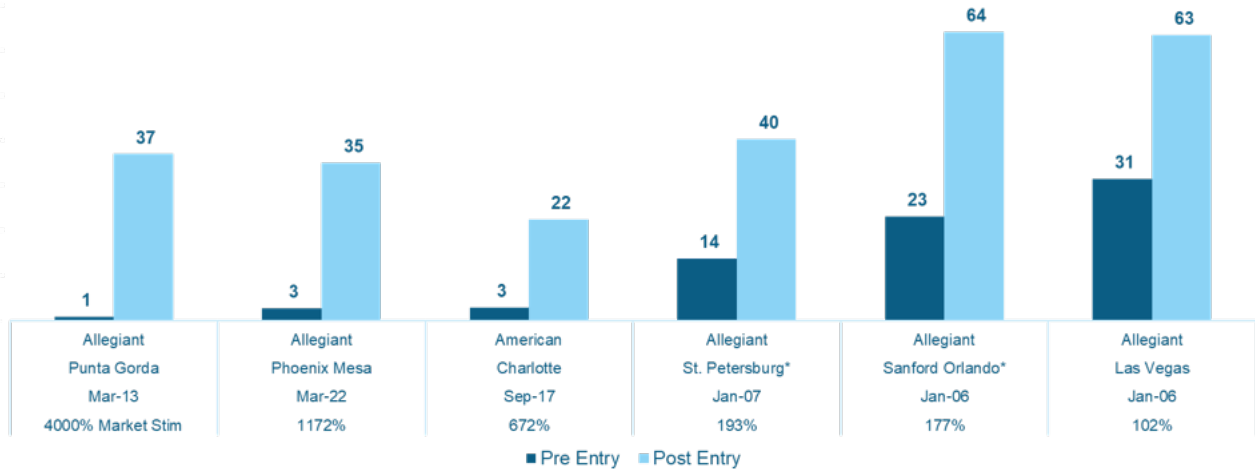 64
63
37
35
40
22
31
23
14
1
3
3
Allegiant Allegiant American Allegiant Allegiant Allegiant
Punta Gorda Phoenix Mesa Charlotte St. Petersburg* Sanford Orlando* Las Vegas
Mar-13 Mar-22 Sep-17 Jan-07 Jan-06 Jan-06
4000% Market Stim 1172% 672% 193% 177% 102%
Pre Entry Post Entry